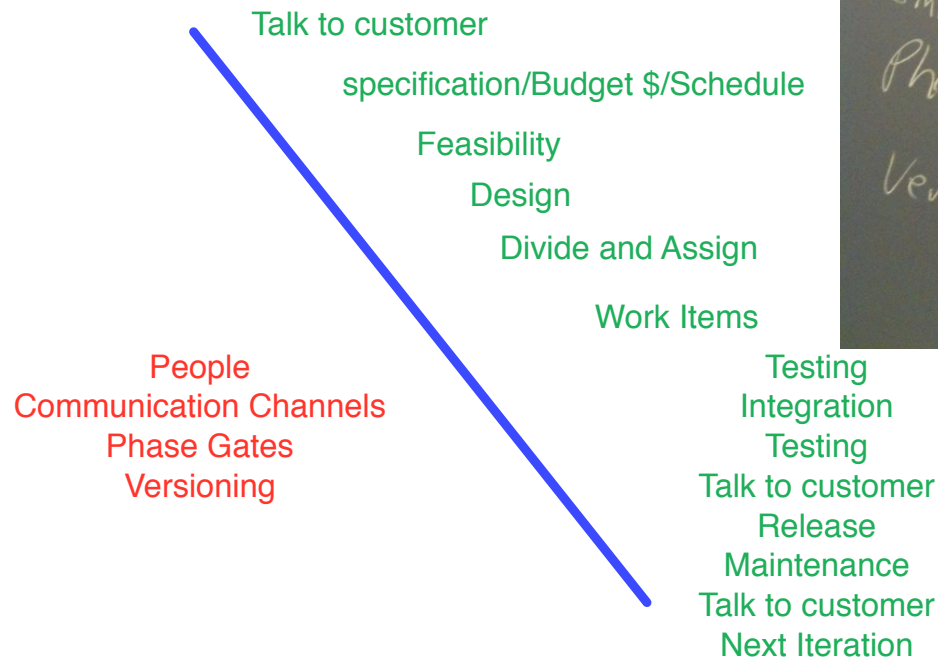 Talk to customer
specification/Budget $/Schedule
Feasibility
Design
Divide and Assign
Work Items
People
Communication Channels
Phase Gates
Versioning
Testing
Integration
Testing
Talk to customer
Release
Maintenance
Talk to customer
Next Iteration